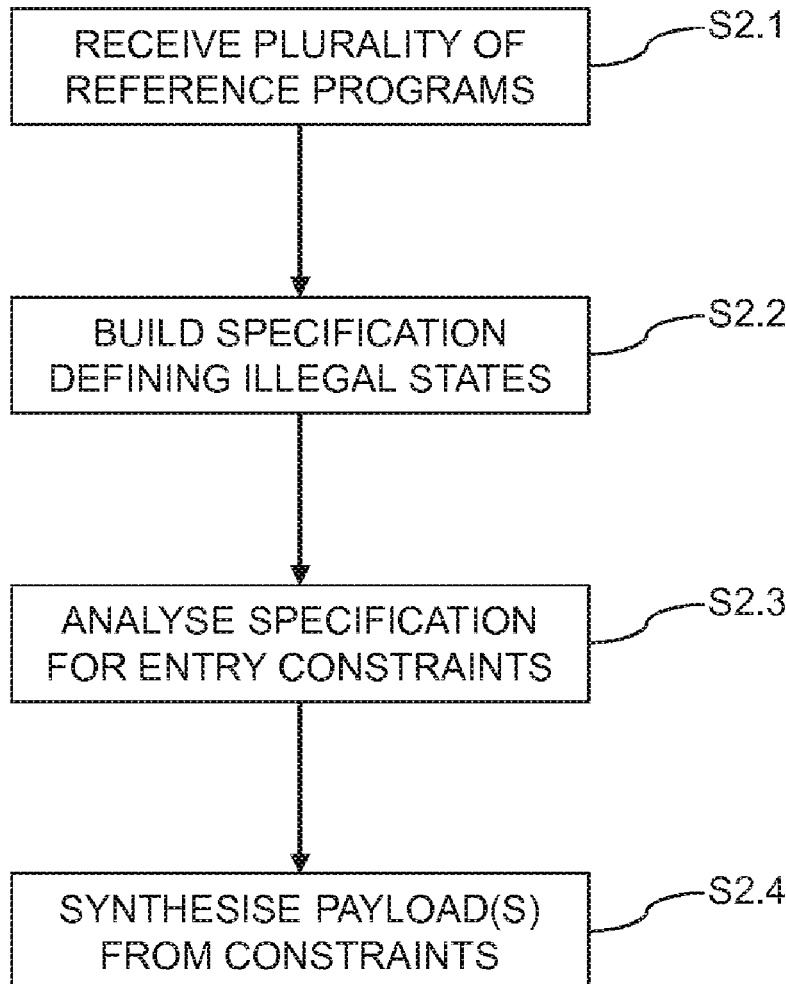 RECEIVE PLURALITY OF
REFERENCE PROGRAMS
S2.1
BUILD SPECIFICATION
DEFINING ILLEGAL STATES
S2.2
ANALYSE SPECIFICATION
FOR ENTRY CONSTRAINTS
S2.3
SYNTHESISE PAYLOAD(S)
FROM CONSTRAINTS
S2.4